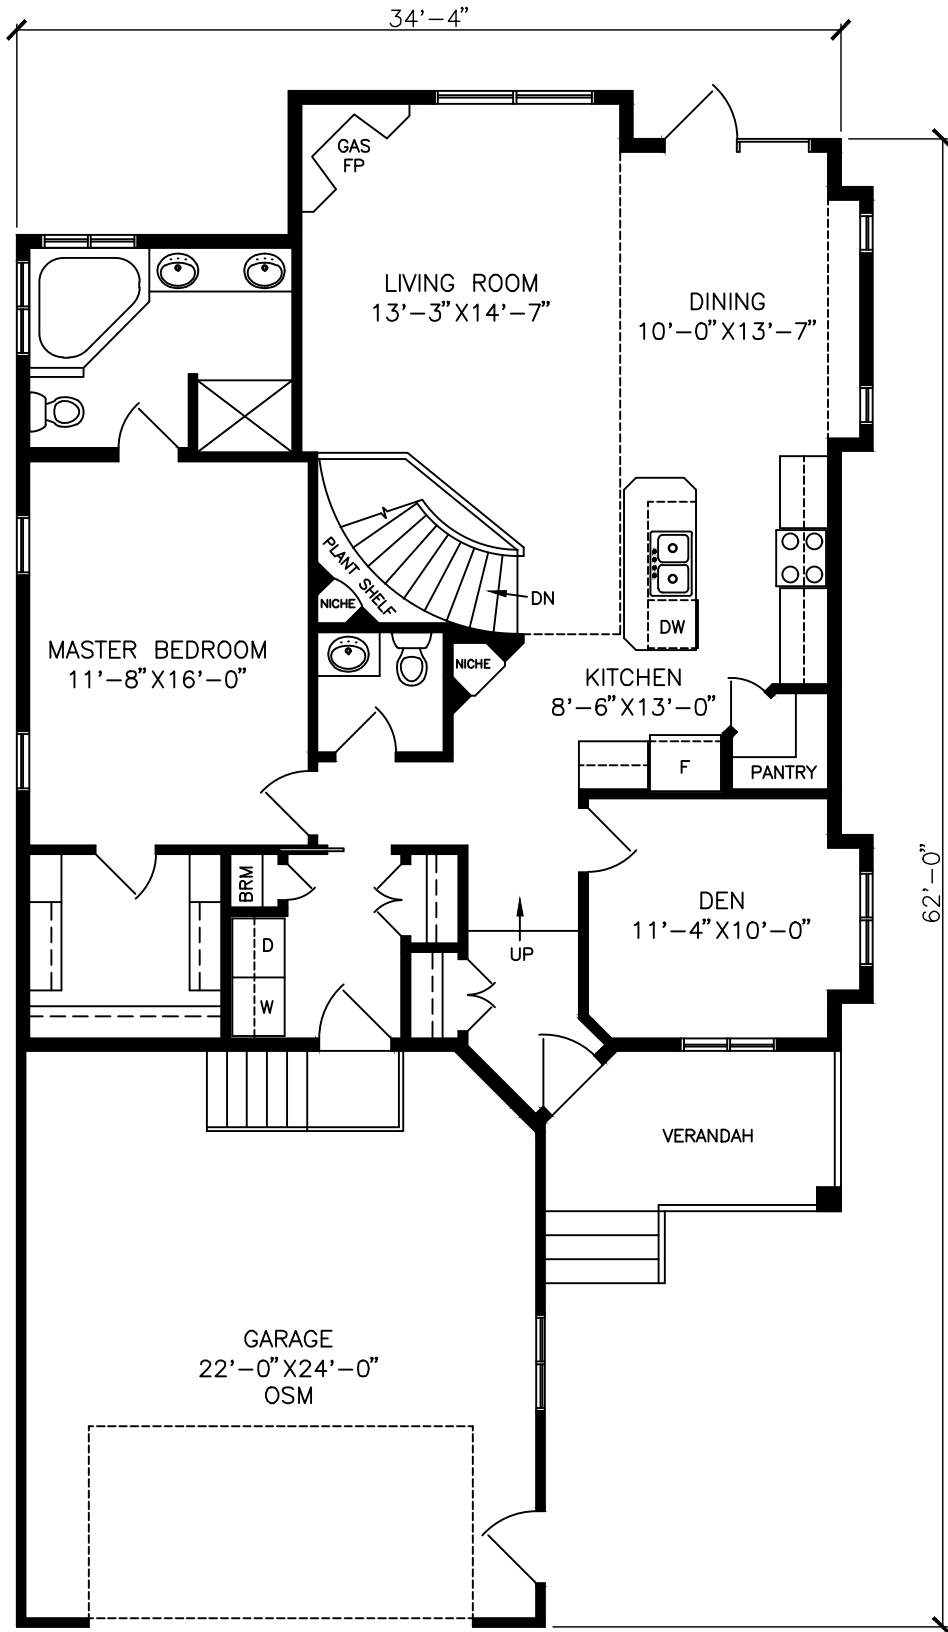 34'-4"
GAS
FP
LIVING ROOM
13'-3"X14'-7"
DINING
10'-0"X13'-7"
PLANT SHELF
NICHE
DN
DW
MASTER BEDROOM
11'-8"X16'-0"
NICHE
KITCHEN
8'-6"X13'-0"
F
PANTRY
BRM
D
W
UP
DEN
11'-4"X10'-0"
62'-0"
VERANDAH
GARAGE
22'-0"X24'-0"
OSM